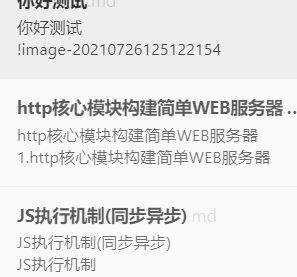 你好测试.md
你好测试
!image-20210726125122154
http核心模块构建简单WEB服务器 ...
http核心模块构建简单WEB服务器
1.http核心模块构建简单WEB服务器
JS执行机制(同步异步).md
JS执行机制(同步异步)
JS执行机制